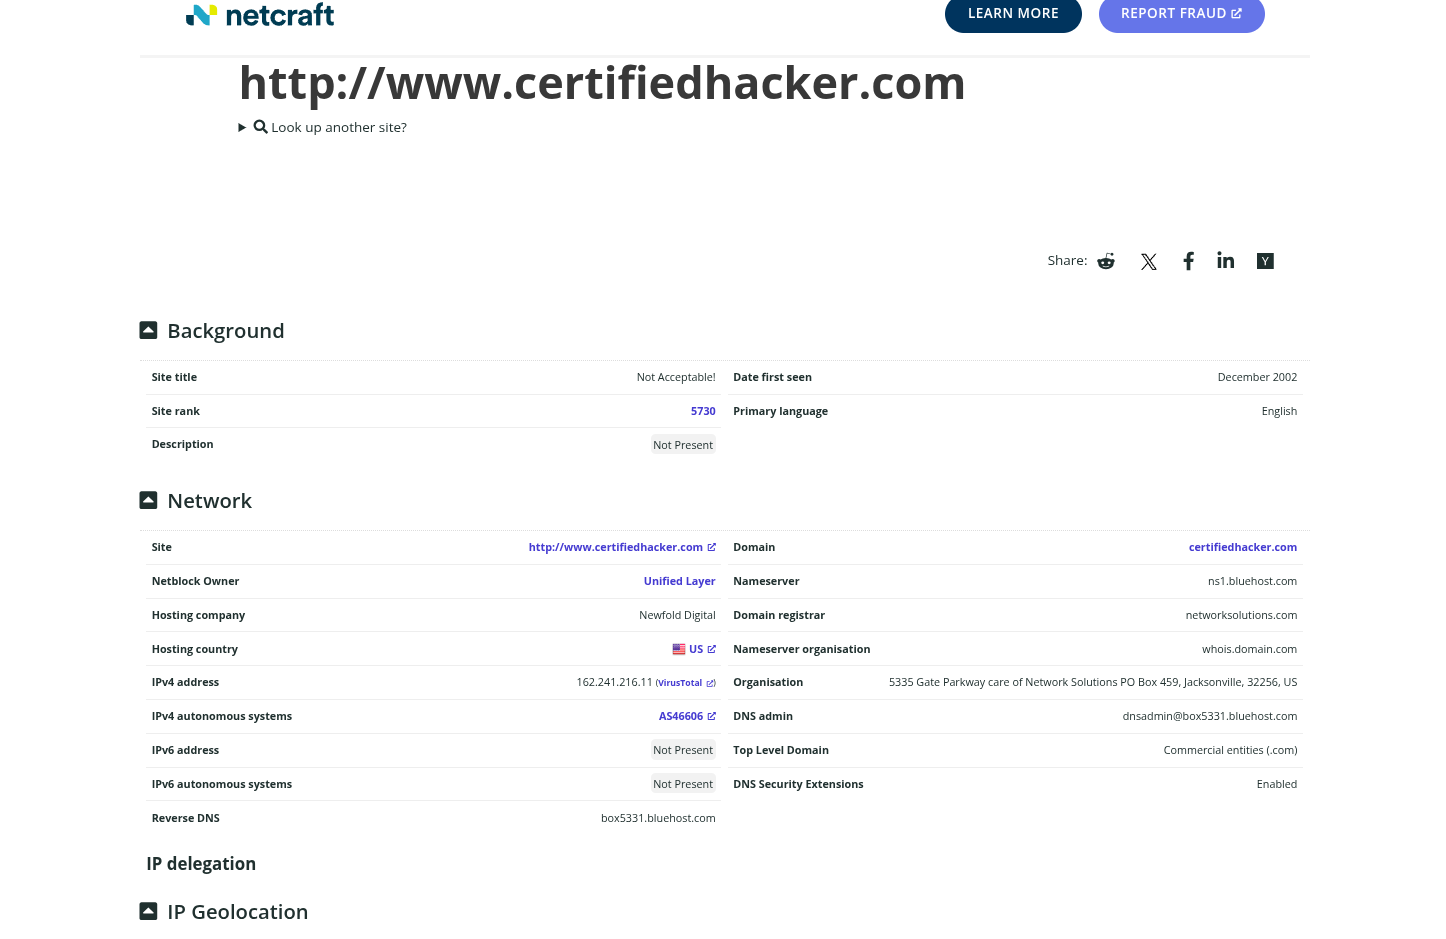 netcraft
LEARN MORE
REPORT FRAUD
http://www.certifiedhacker.com
Look up another site?
Share:
Background
Site title Not Acceptable! Date first seen December 2002
Site rank 5730 Primary language English
Description Not Present
Network
Site http://www.certifiedhacker.com Domain certifiedhacker.com
Netblock Owner Unified Layer Nameserver ns1.bluehost.com
Hosting company Newfold Digital Domain registrar networksolutions.com
Hosting country US Nameserver organisation whois.domain.com
IPv4 address 162.241.216.11 (VirusTotal) Organisation 5335 Gate Parkway care of Network Solutions PO Box 459, Jacksonville, 32256, US
IPv4 autonomous systems AS46606 DNS admin dnsadmin@box5331.bluehost.com
IPv6 address Not Present Top Level Domain Commercial entities (.com)
IPv6 autonomous systems Not Present DNS Security Extensions Enabled
Reverse DNS box5331.bluehost.com
IP delegation
IP Geolocation